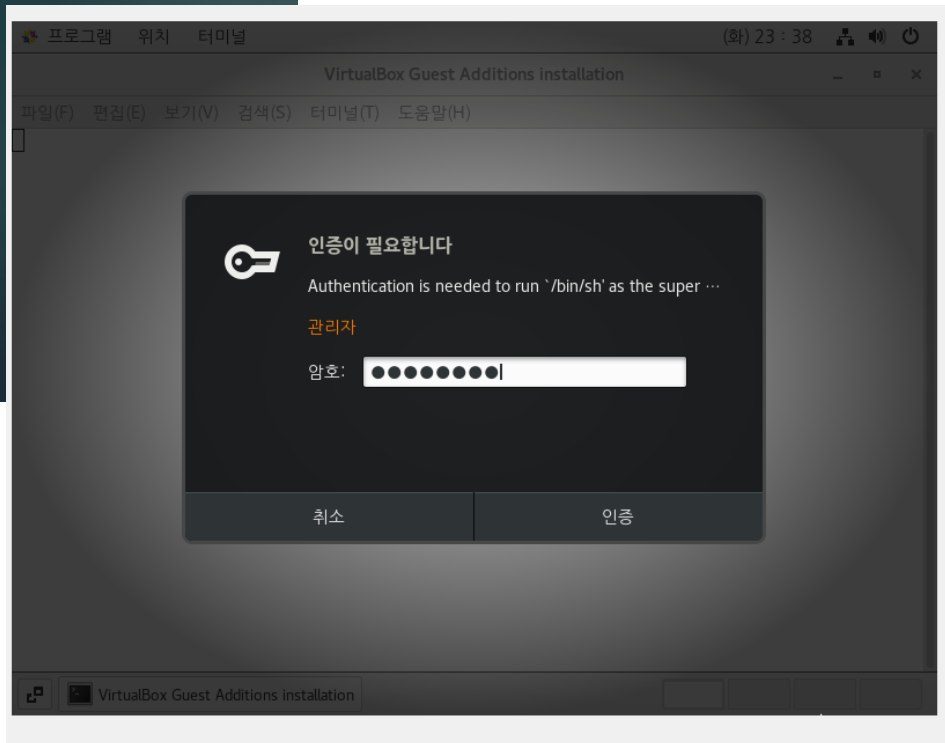 프로그램 위치 터미널 (화) 23 : 38
VirtualBox Guest Additions installation
파일(F) 편집(E) 보기(V) 검색(S) 터미널(T) 도움말(H)
인증이 필요합니다
Authentication is needed to run `/bin/sh' as the super …
관리자
암호: ●●●●●●●●
취소 인증
VirtualBox Guest Additions installation